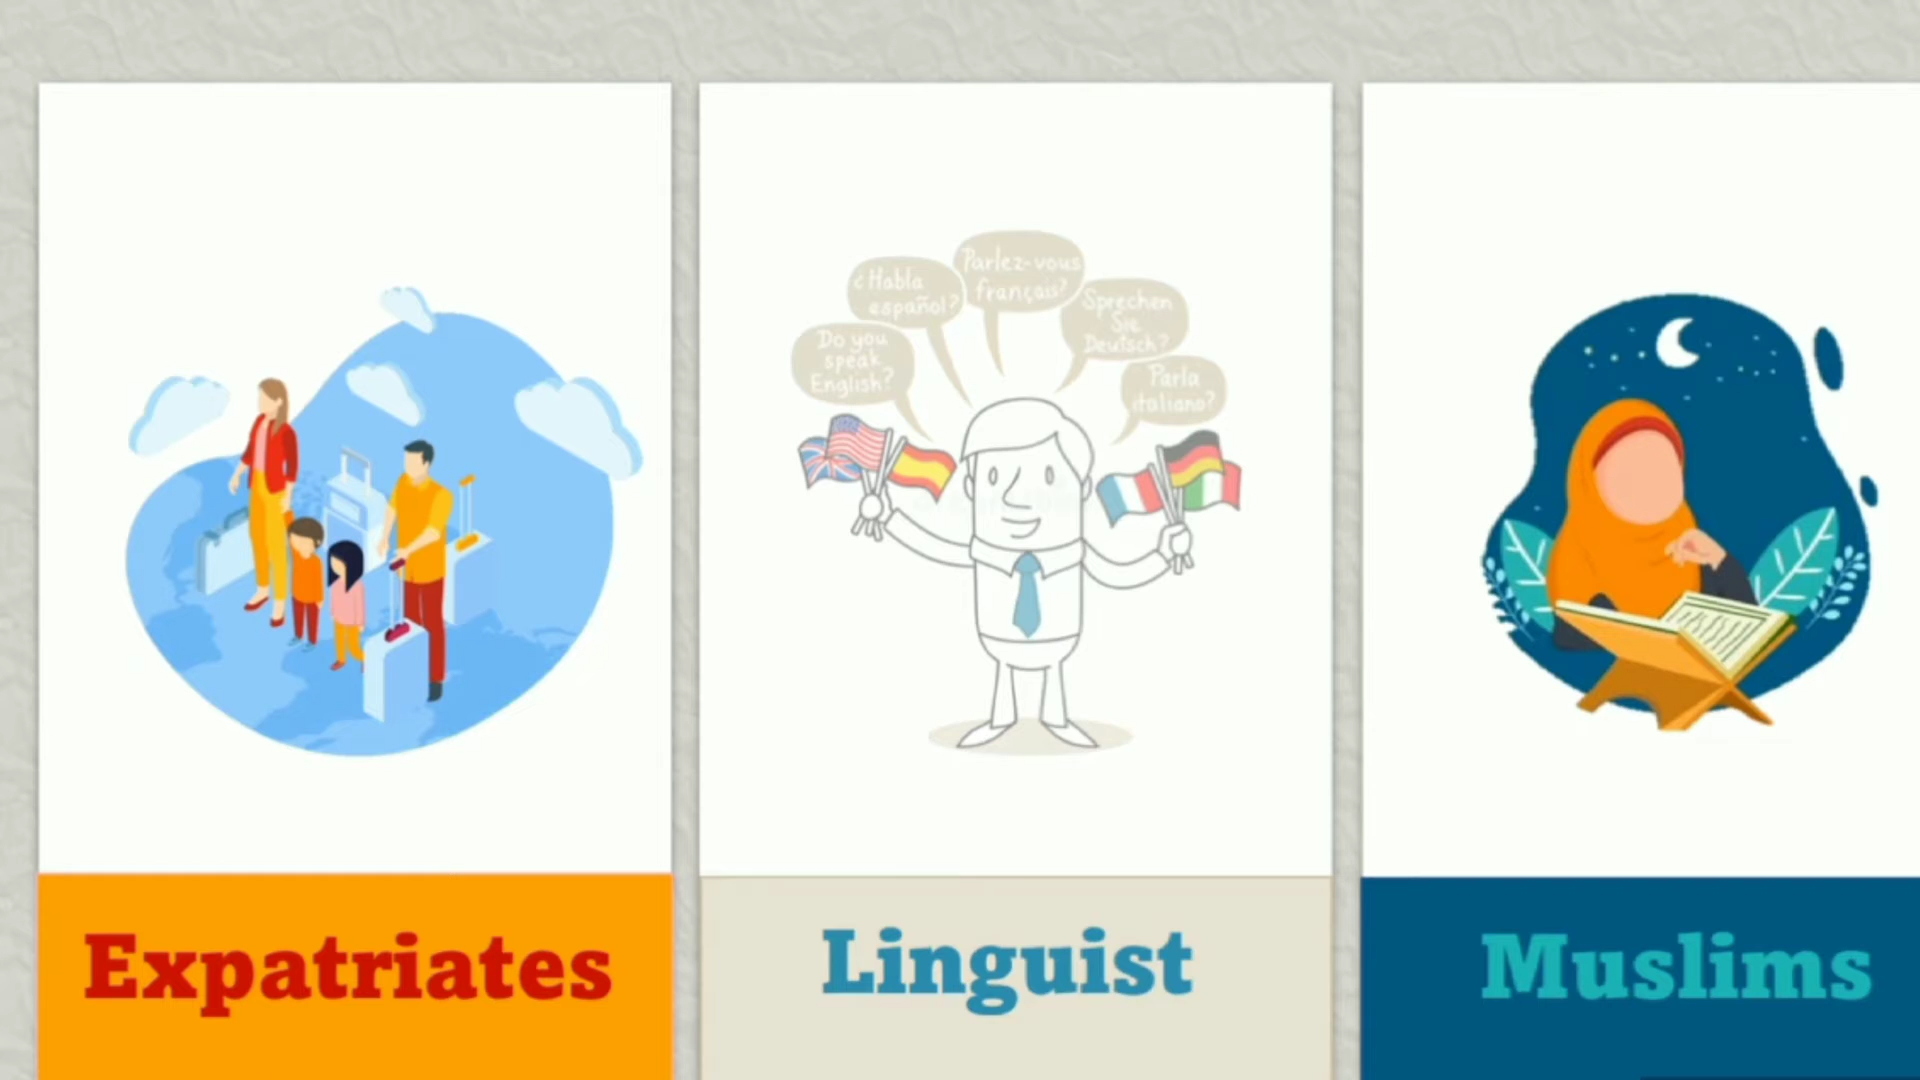 ¿Habla
español?
Parlez-vous
français?
Sprechen
Sie
Deutsch?
Do you
speak
English?
Parla
italiano?
Expatriates
Linguist
Muslims